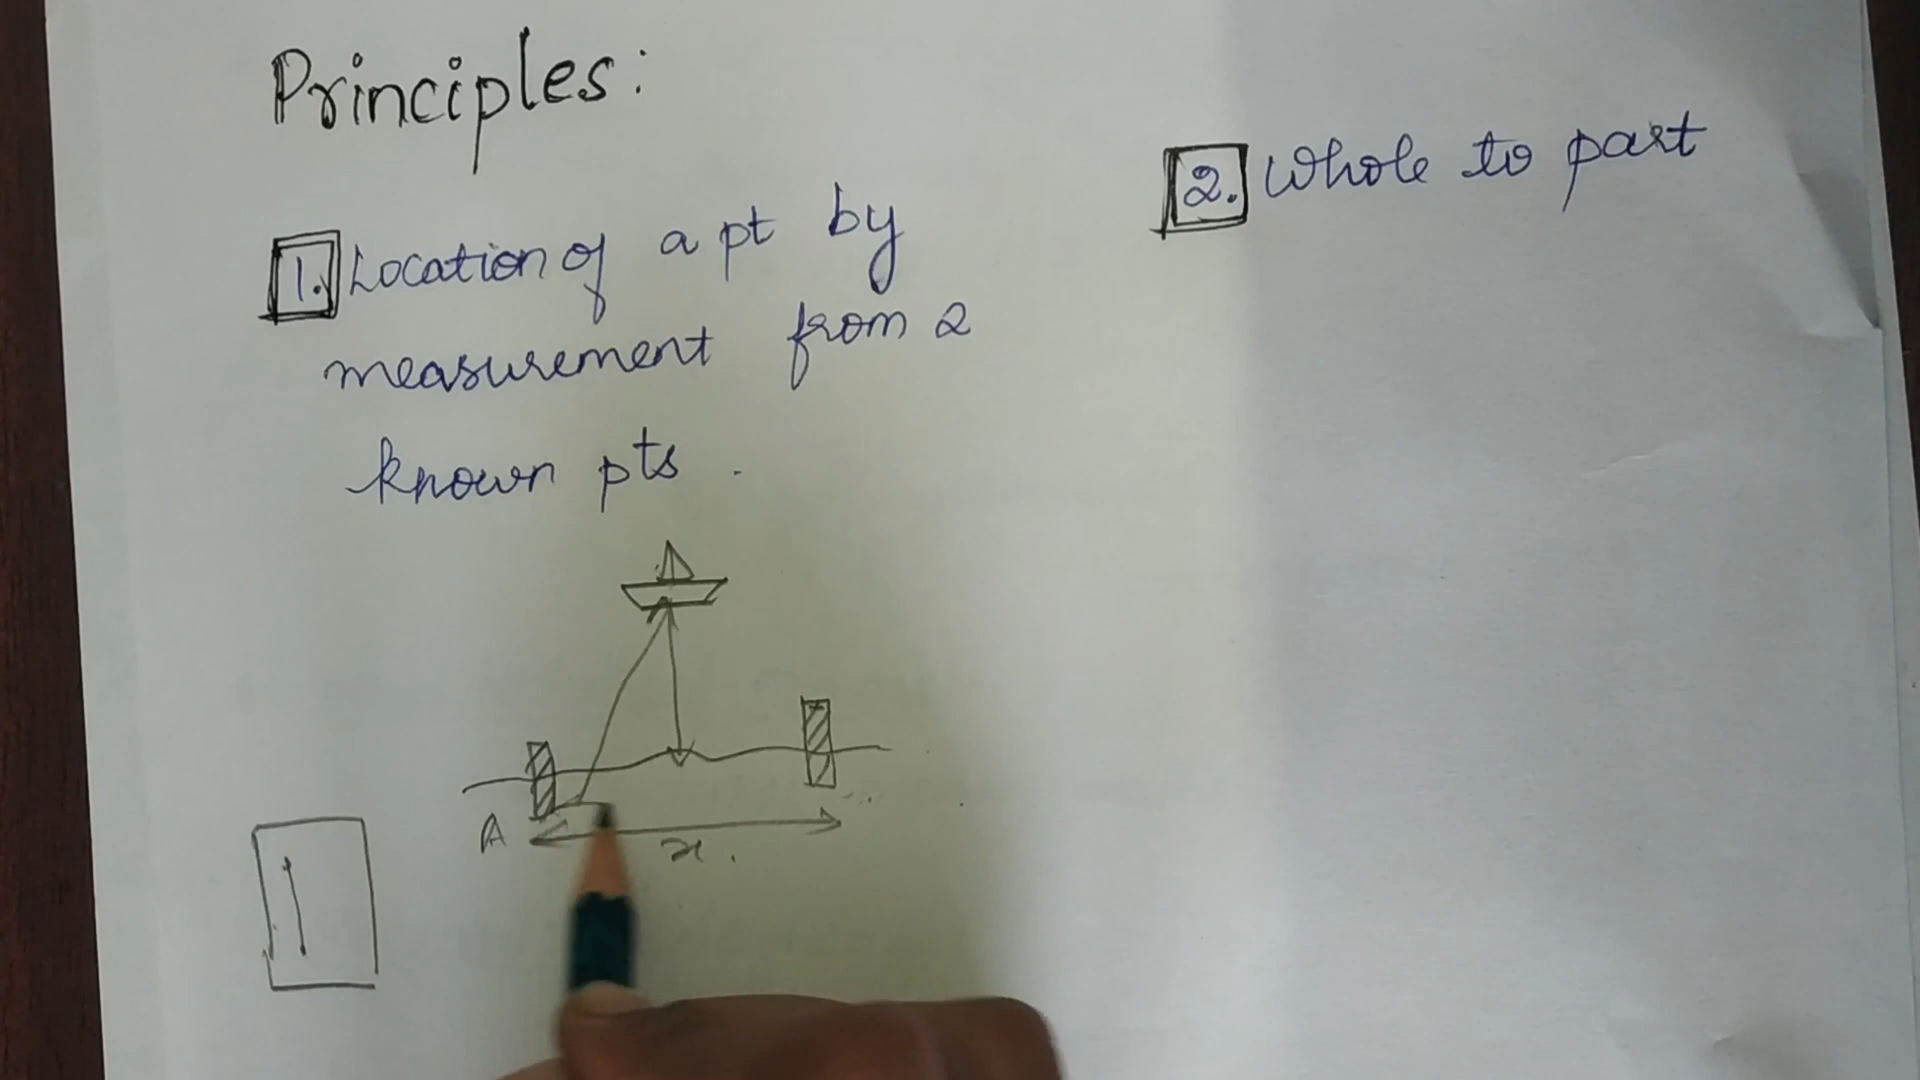 Principles:
1. Location of a pt by
measurement from 2
known pts .
2. Whole to part
A
x.